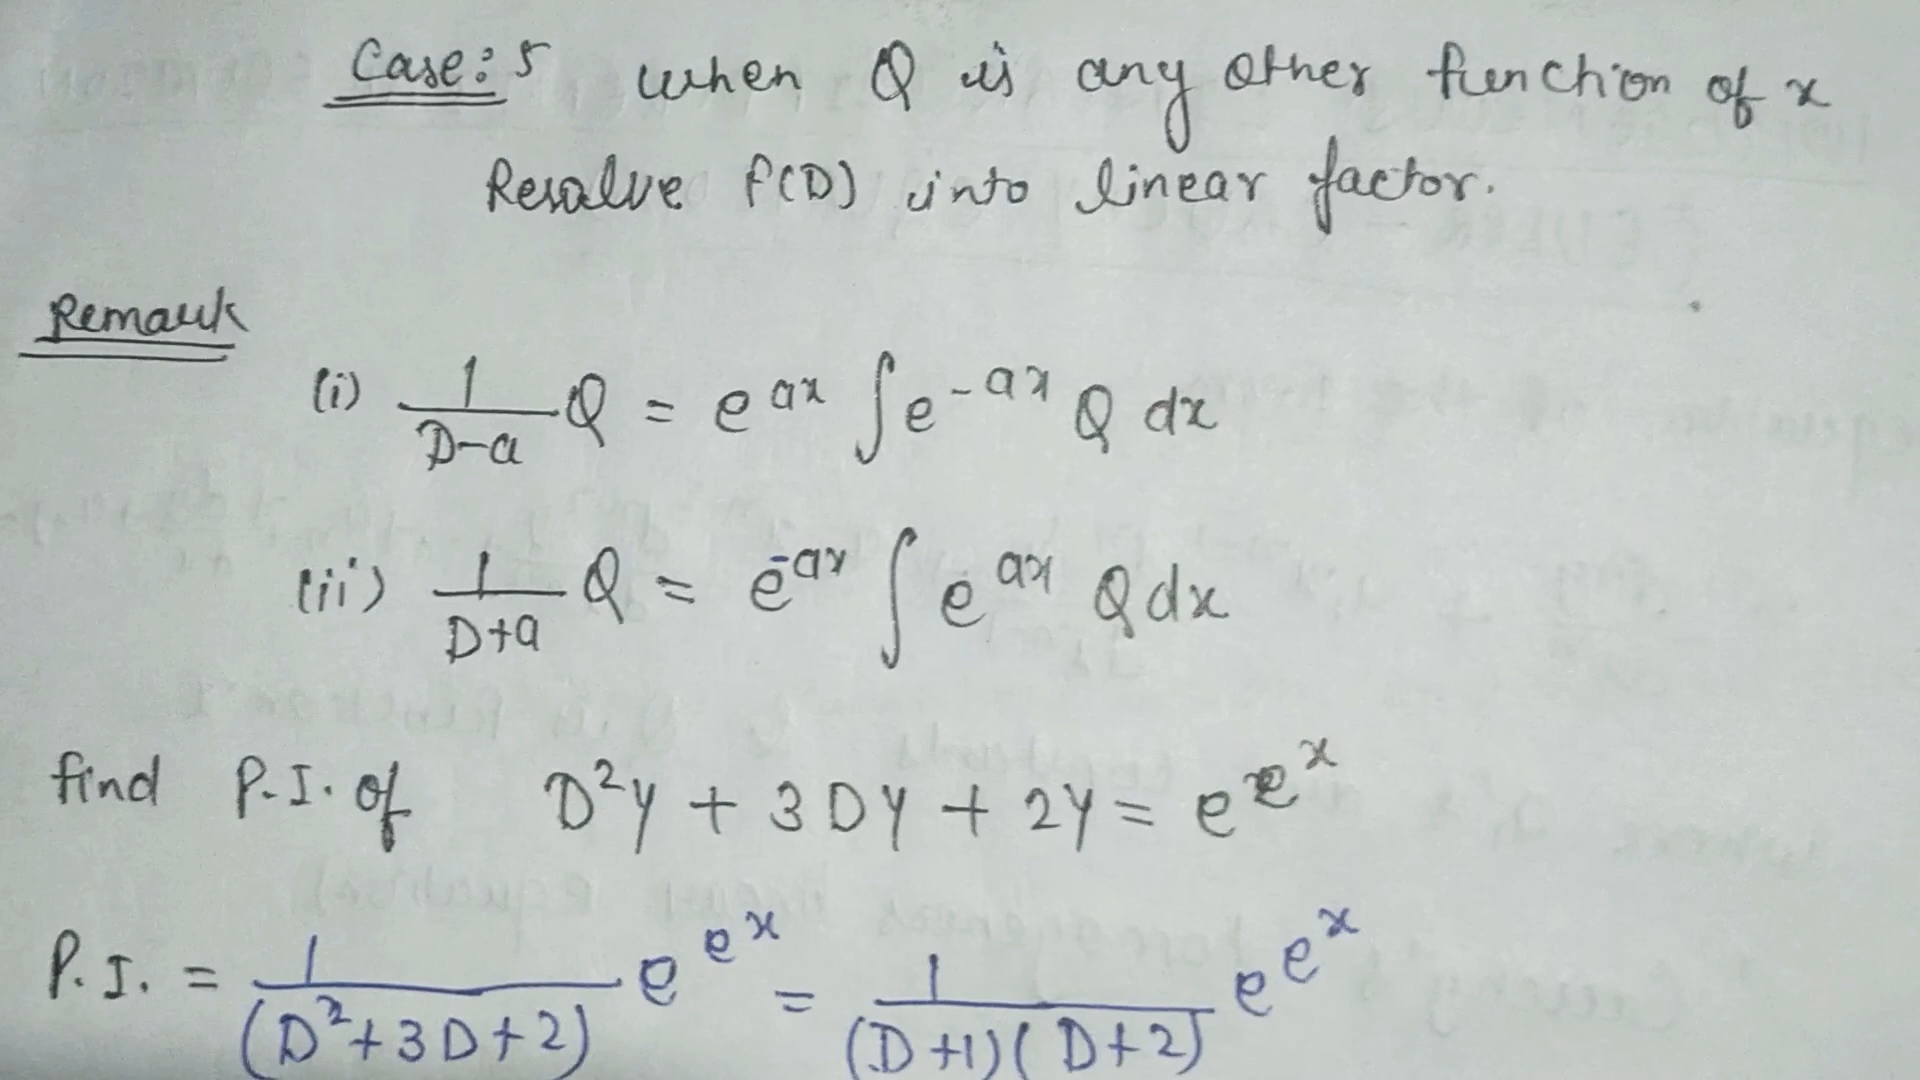 Case: 5 when Q is any other function of x
Resolve f(D) into linear factor.
Remark
(i) 1/(D-a) Q = e^{ax} ∫e^{-ax} Q dx
(ii) 1/(D+a) Q = e^{-ax} ∫e^{ax} Q dx
find P.I. of D²y + 3Dy + 2y = e^{e^x}
P.I. = 1/(D²+3D+2) e^{e^x} = 1/((D+1)(D+2)) e^{e^x}